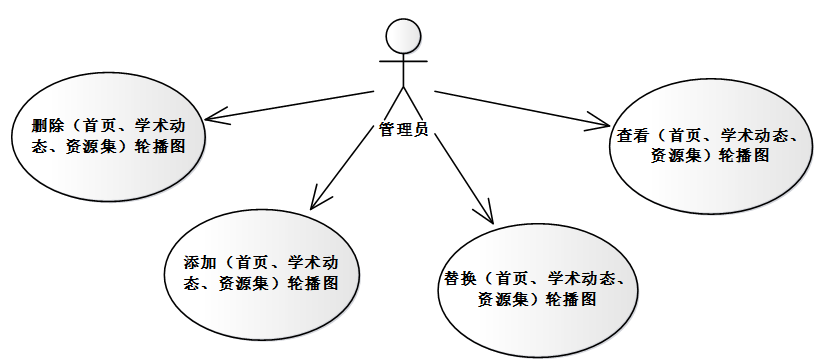 管理员
删除（首页、学术动
态、资源集）轮播图
查看（首页、学术动态、
资源集）轮播图
添加（首页、学术动
态、资源集）轮播图
替换（首页、学术动态、
资源集）轮播图